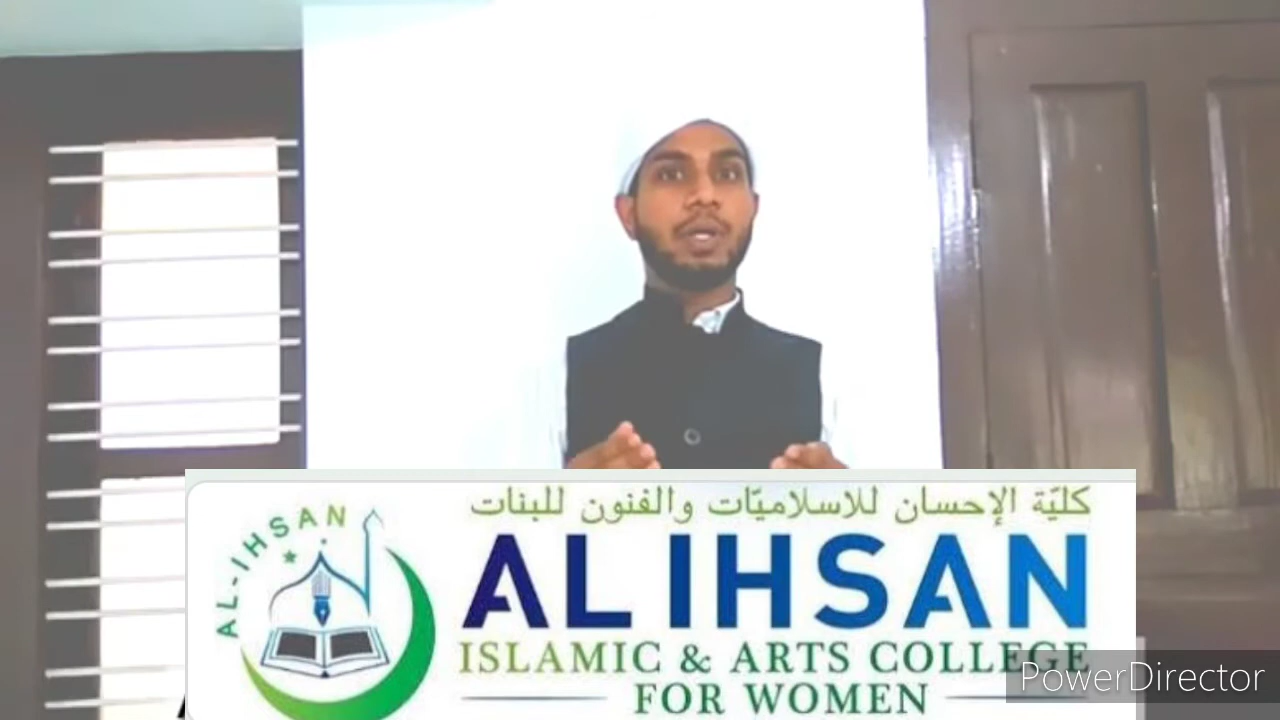 كليّة الإحسان للاسلاميّات والفنون للبنات
AL-IHSAN
AL IHSAN
ISLAMIC & ARTS COLLEGE
FOR WOMEN
PowerDirector